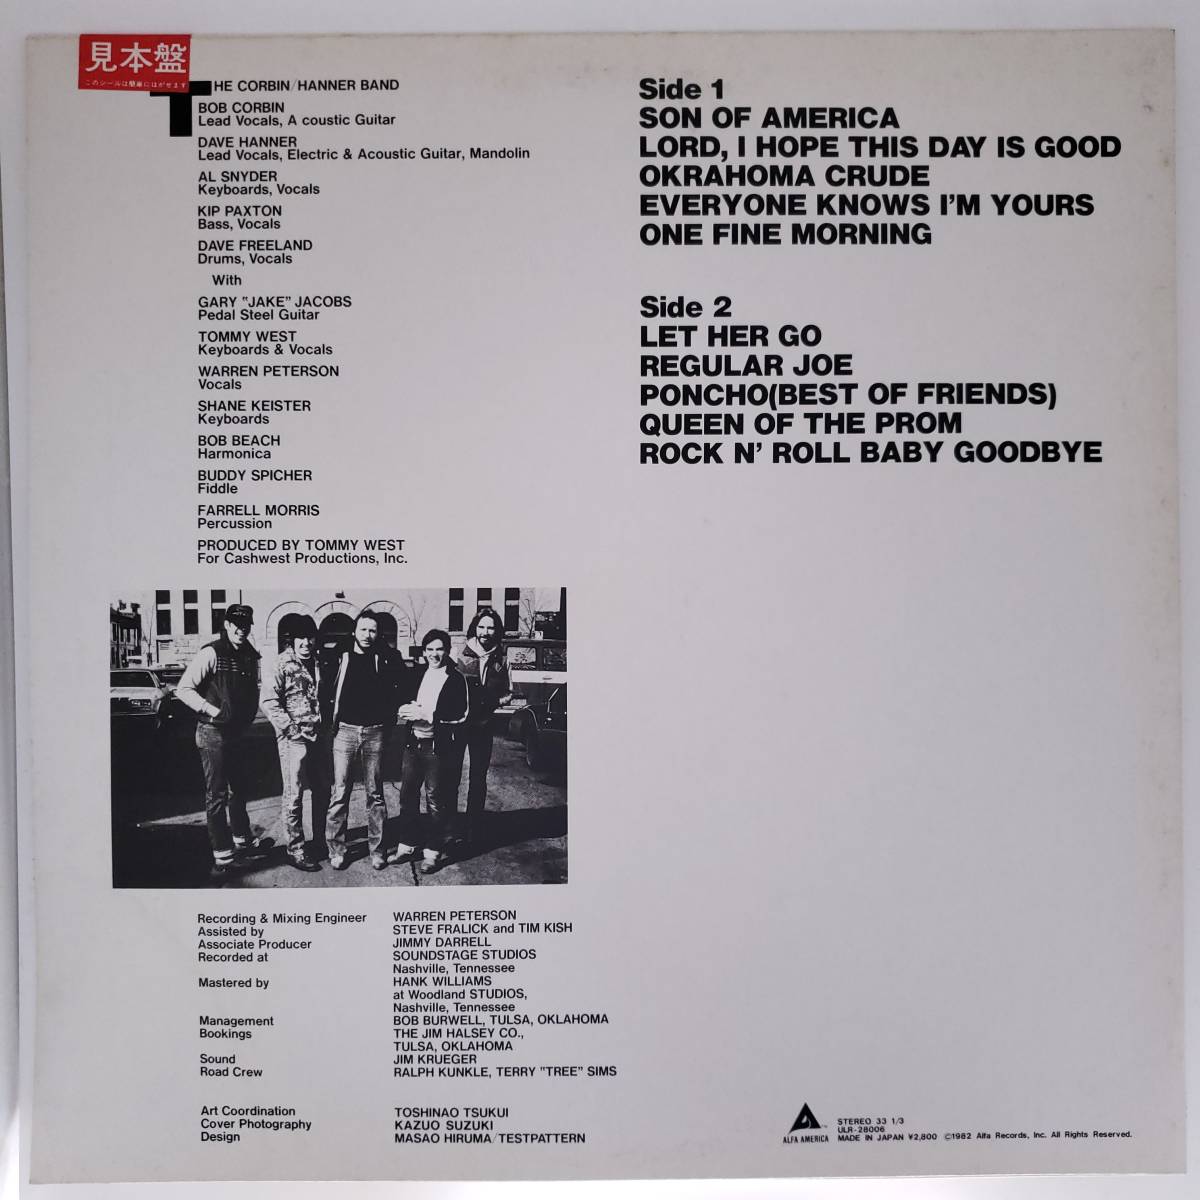 見本盤
このシールは簡単にはがせます
THE CORBIN/HANNER BAND
BOB CORBIN
Lead Vocals, A coustic Guitar
DAVE HANNER
Lead Vocals, Electric & Acoustic Guitar, Mandolin
AL SNYDER
Keyboards, Vocals
KIP PAXTON
Bass, Vocals
DAVE FREELAND
Drums, Vocals
With
GARY "JAKE" JACOBS
Pedal Steel Guitar
TOMMY WEST
Keyboards & Vocals
WARREN PETERSON
Vocals
SHANE KEISTER
Keyboards
BOB BEACH
Harmonica
BUDDY SPICHER
Fiddle
FARRELL MORRIS
Percussion
PRODUCED BY TOMMY WEST
For Cashwest Productions, Inc.
Side 1
SON OF AMERICA
LORD, I HOPE THIS DAY IS GOOD
OKRAHOMA CRUDE
EVERYONE KNOWS I'M YOURS
ONE FINE MORNING
Side 2
LET HER GO
REGULAR JOE
PONCHO(BEST OF FRIENDS)
QUEEN OF THE PROM
ROCK N' ROLL BABY GOODBYE
Recording & Mixing Engineer WARREN PETERSON
Assisted by STEVE FRALICK and TIM KISH
Associate Producer JIMMY DARRELL
Recorded at SOUNDSTAGE STUDIOS
Nashville, Tennessee
Mastered by HANK WILLIAMS
at Woodland STUDIOS,
Nashville, Tennessee
Management BOB BURWELL, TULSA, OKLAHOMA
Bookings THE JIM HALSEY CO.,
TULSA, OKLAHOMA
Sound JIM KRUEGER
Road Crew RALPH KUNKLE, TERRY "TREE" SIMS
Art Coordination TOSHINAO TSUKUI
Cover Photography KAZUO SUZUKI
Design MASAO HIRUMA/TESTPATTERN
ALFA AMERICA
STEREO 33 1/3
ULR-28006
MADE IN JAPAN ¥2,800 ©1982 Alfa Records, Inc. All Rights Reserved.